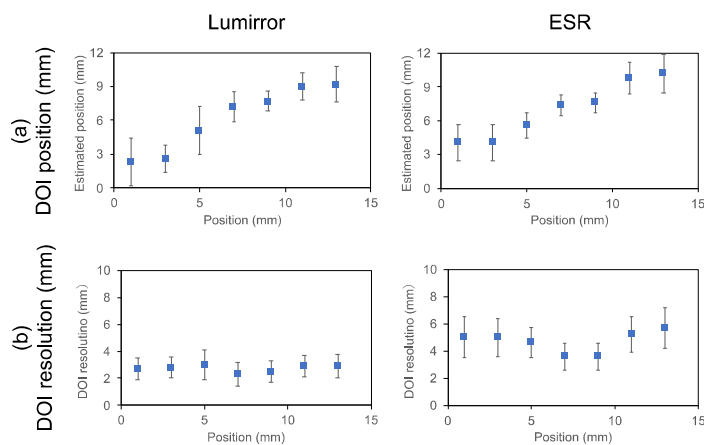 Lumirror
ESR
(a)
DOI position (mm)
Estimated position (mm)
12
9
6
3
0
0
5
10
15
Position (mm)
Estimated position (mm)
12
9
6
3
0
0
5
10
15
Position (mm)
(b)
DOI resolution (mm)
DOI resolutino (mm)
10
8
6
4
2
0
0
5
10
15
Position (mm)
DOI resolutino (mm)
10
8
6
4
2
0
0
5
10
15
Position (mm)